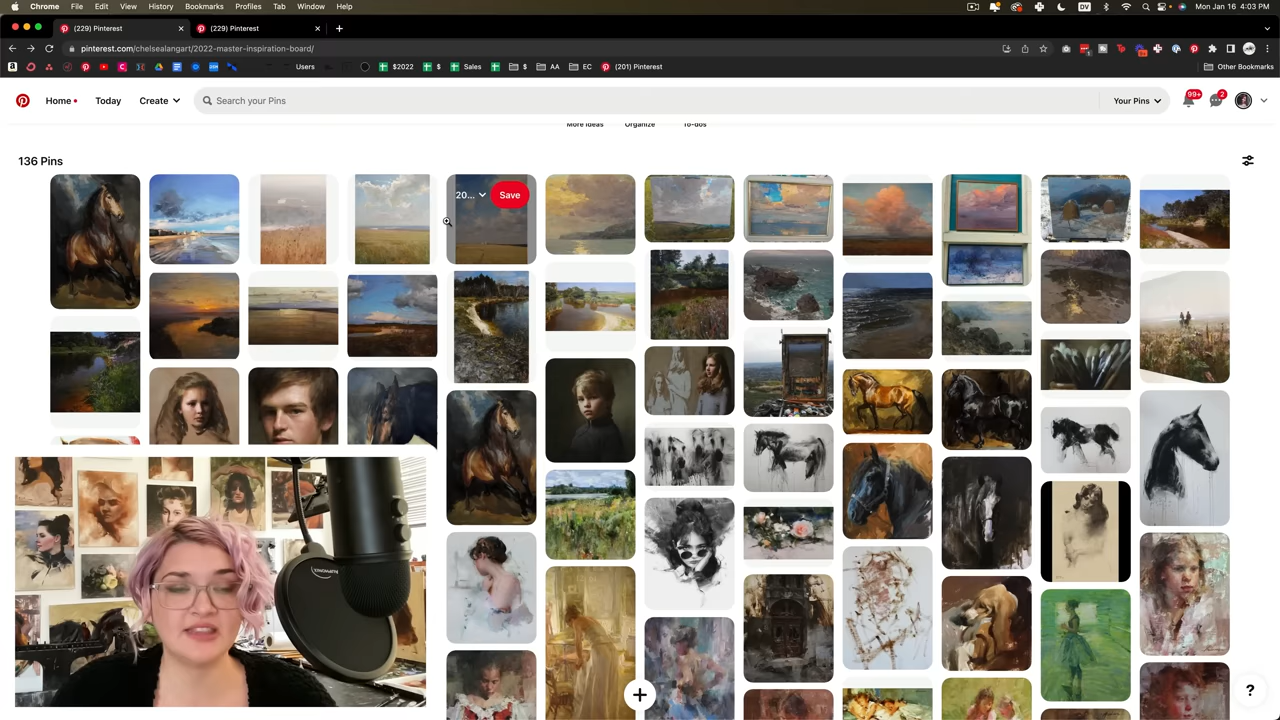 Chrome File Edit View History Bookmarks Profiles Tab Window Help
DV
Mon Jan 16 4:03 PM
(229) Pinterest
(229) Pinterest
pinterest.com/chelsealangart/2022-master-inspiration-board/
Users $2022 $ Sales $ AA EC (201) Pinterest Other Bookmarks
Home Today Create Search your Pins Your Pins 99+ 2
More ideas Organize To-dos
136 Pins
20... Save
?